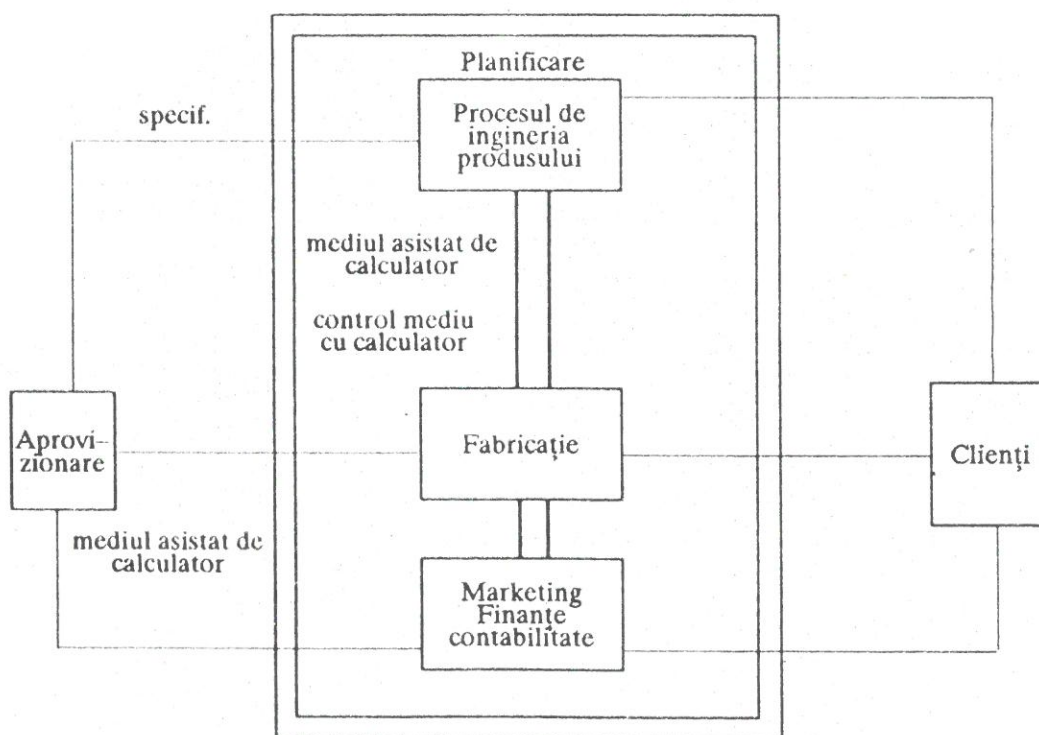 Planificare
Procesul de
ingineria
produsului
specif.
mediul asistat de
calculator
control mediu
cu calculator
Aprovi-
zionare
Fabricație
Clienți
mediul asistat de
calculator
Marketing
Finanțe
contabilitate